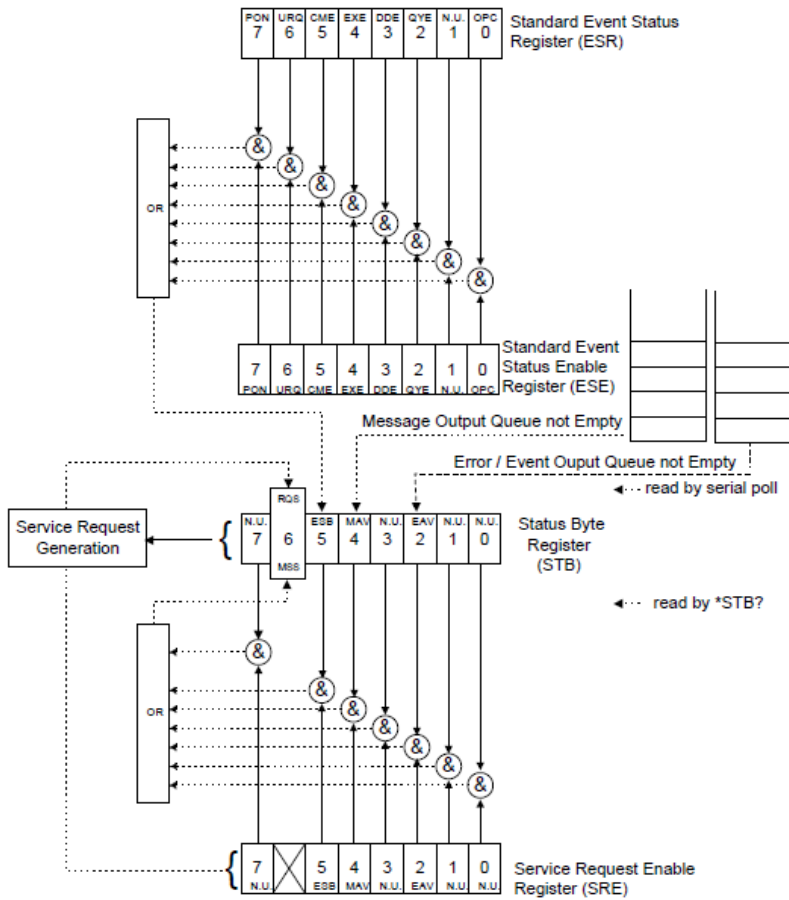 PON URQ CME EXE DDE QYE N.U. OPC
7 6 5 4 3 2 1 0
Standard Event Status
Register (ESR)
&
&
&
&
&
&
&
&
OR
7 6 5 4 3 2 1 0
PON URQ CME EXE DDE QYE N.U. OPC
Standard Event
Status Enable
Register (ESE)
Message Output Queue not Empty
Error / Event Ouput Queue not Empty
read by serial poll
Service Request
Generation
{
N.U. RQS ESB MAV N.U. EAV N.U. N.U.
7 6 5 4 3 2 1 0
MSS
Status Byte
Register
(STB)
read by *STB?
&
&
&
&
&
&
&
OR
{
7 5 4 3 2 1 0
N.U. ESB MAV N.U. EAV N.U. N.U.
Service Request Enable
Register (SRE)